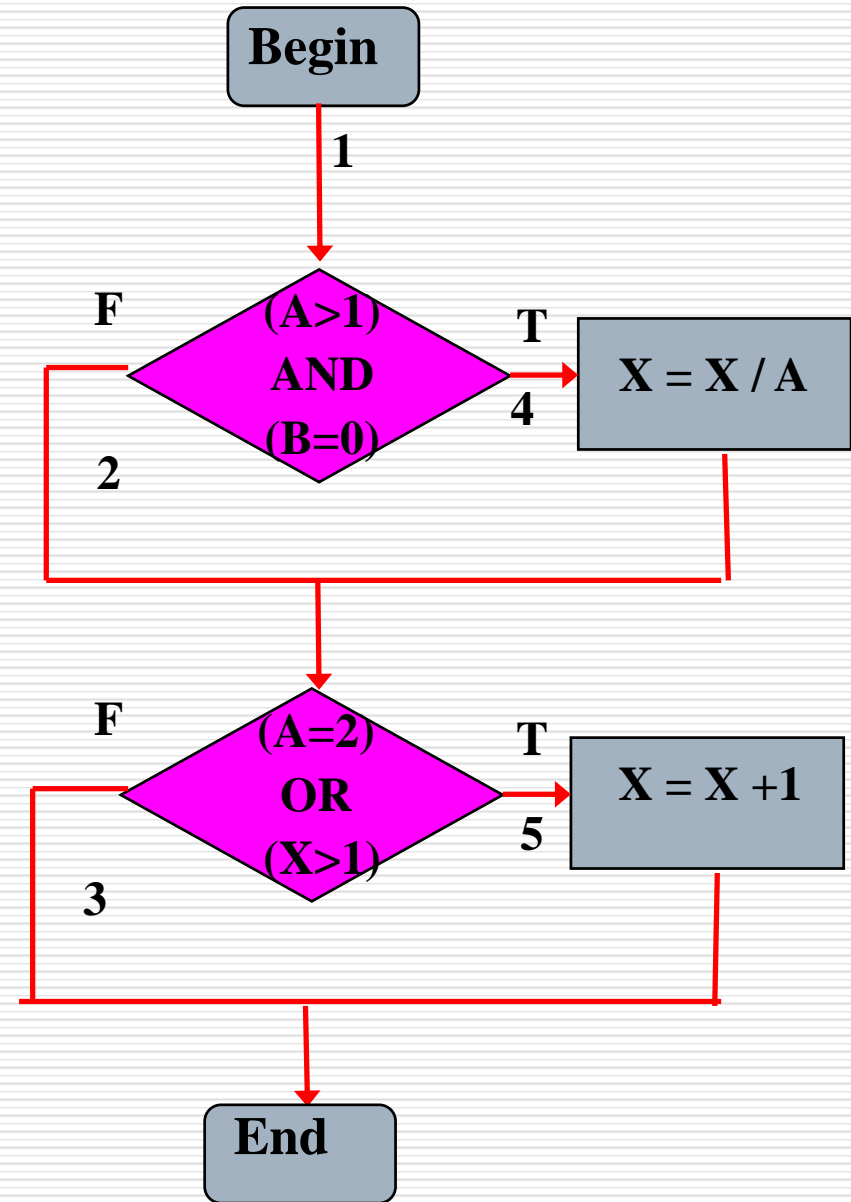 Begin
1
F
(A>1)
AND
(B=0)
T
4
X = X / A
2
F
(A=2)
OR
(X>1)
T
5
X = X +1
3
End